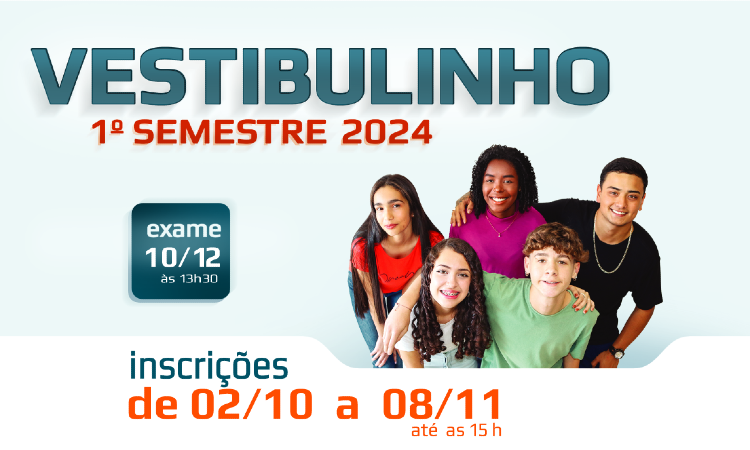 VESTIBULINHO
1º SEMESTRE 2024
exame
10/12
às 13h30
inscrições
de 02/10 a 08/11
até as 15 h